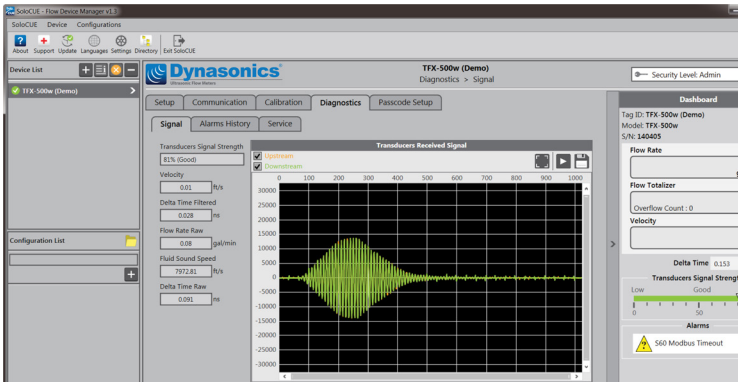 SoloCUE - Flow Device Manager v1.3
SoloCUE Device Configurations
About Support Update Languages Settings Directory Exit SoloCUE
Device List
TFX-500w (Demo)
Configuration List
Dynasonics
Ultrasonic Flow Meters
TFX-500w (Demo)
Diagnostics > Signal
Security Level: Admin
Setup Communication Calibration Diagnostics Passcode Setup
Signal Alarms History Service
Transducers Signal Strength
81% (Good)
Velocity
0.01 ft/s
Delta Time Filtered
0.028 ns
Flow Rate Raw
0.08 gal/min
Fluid Sound Speed
7972.81 ft/s
Delta Time Raw
0.091 ns
Transducers Received Signal
Upstream
Downstream
0 100 200 300 400 500 600 700 800 900 1000
30000
25000
20000
15000
10000
5000
0
-5000
-10000
-15000
-20000
-25000
-30000
Dashboard
Tag ID: TFX-500w (Demo)
Model: TFX-500w
S/N: 140405
Flow Rate
Flow Totalizer
Overflow Count : 0
Velocity
Delta Time 0.153
Transducers Signal Strengt
Low Good
0 50
Alarms
S60 Modbus Timeout